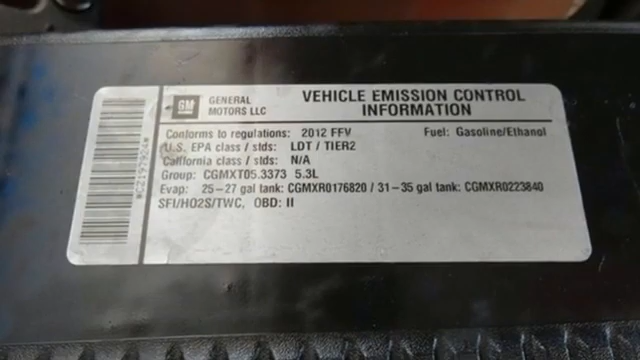 GM
GENERAL
MOTORS LLC
VEHICLE EMISSION CONTROL
INFORMATION
Conforms to regulations: 2012 FFV Fuel: Gasoline/Ethanol
U.S. EPA class / stds: LDT / TIER2
California class / stds: N/A
Group: CGMXT05.3373 5.3L
Evap: 25-27 gal tank: CGMXR0176820 / 31-35 gal tank: CGMXR0223840
SFI/HO2S/TWC, OBD: II